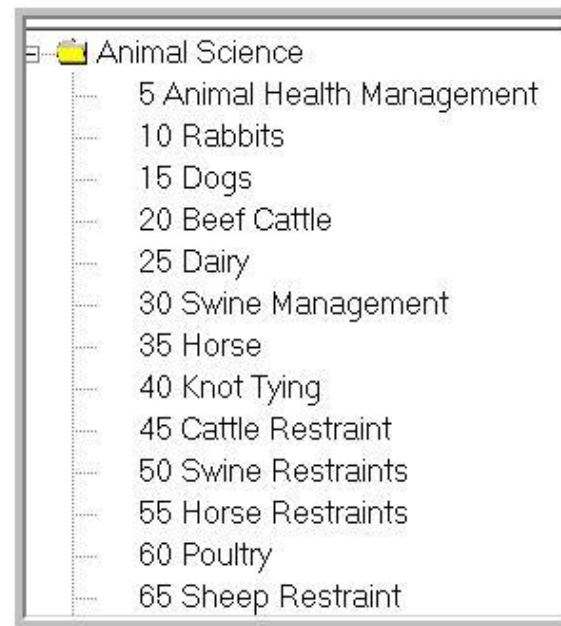 Animal Science
5 Animal Health Management
10 Rabbits
15 Dogs
20 Beef Cattle
25 Dairy
30 Swine Management
35 Horse
40 Knot Tying
45 Cattle Restraint
50 Swine Restraints
55 Horse Restraints
60 Poultry
65 Sheep Restraint